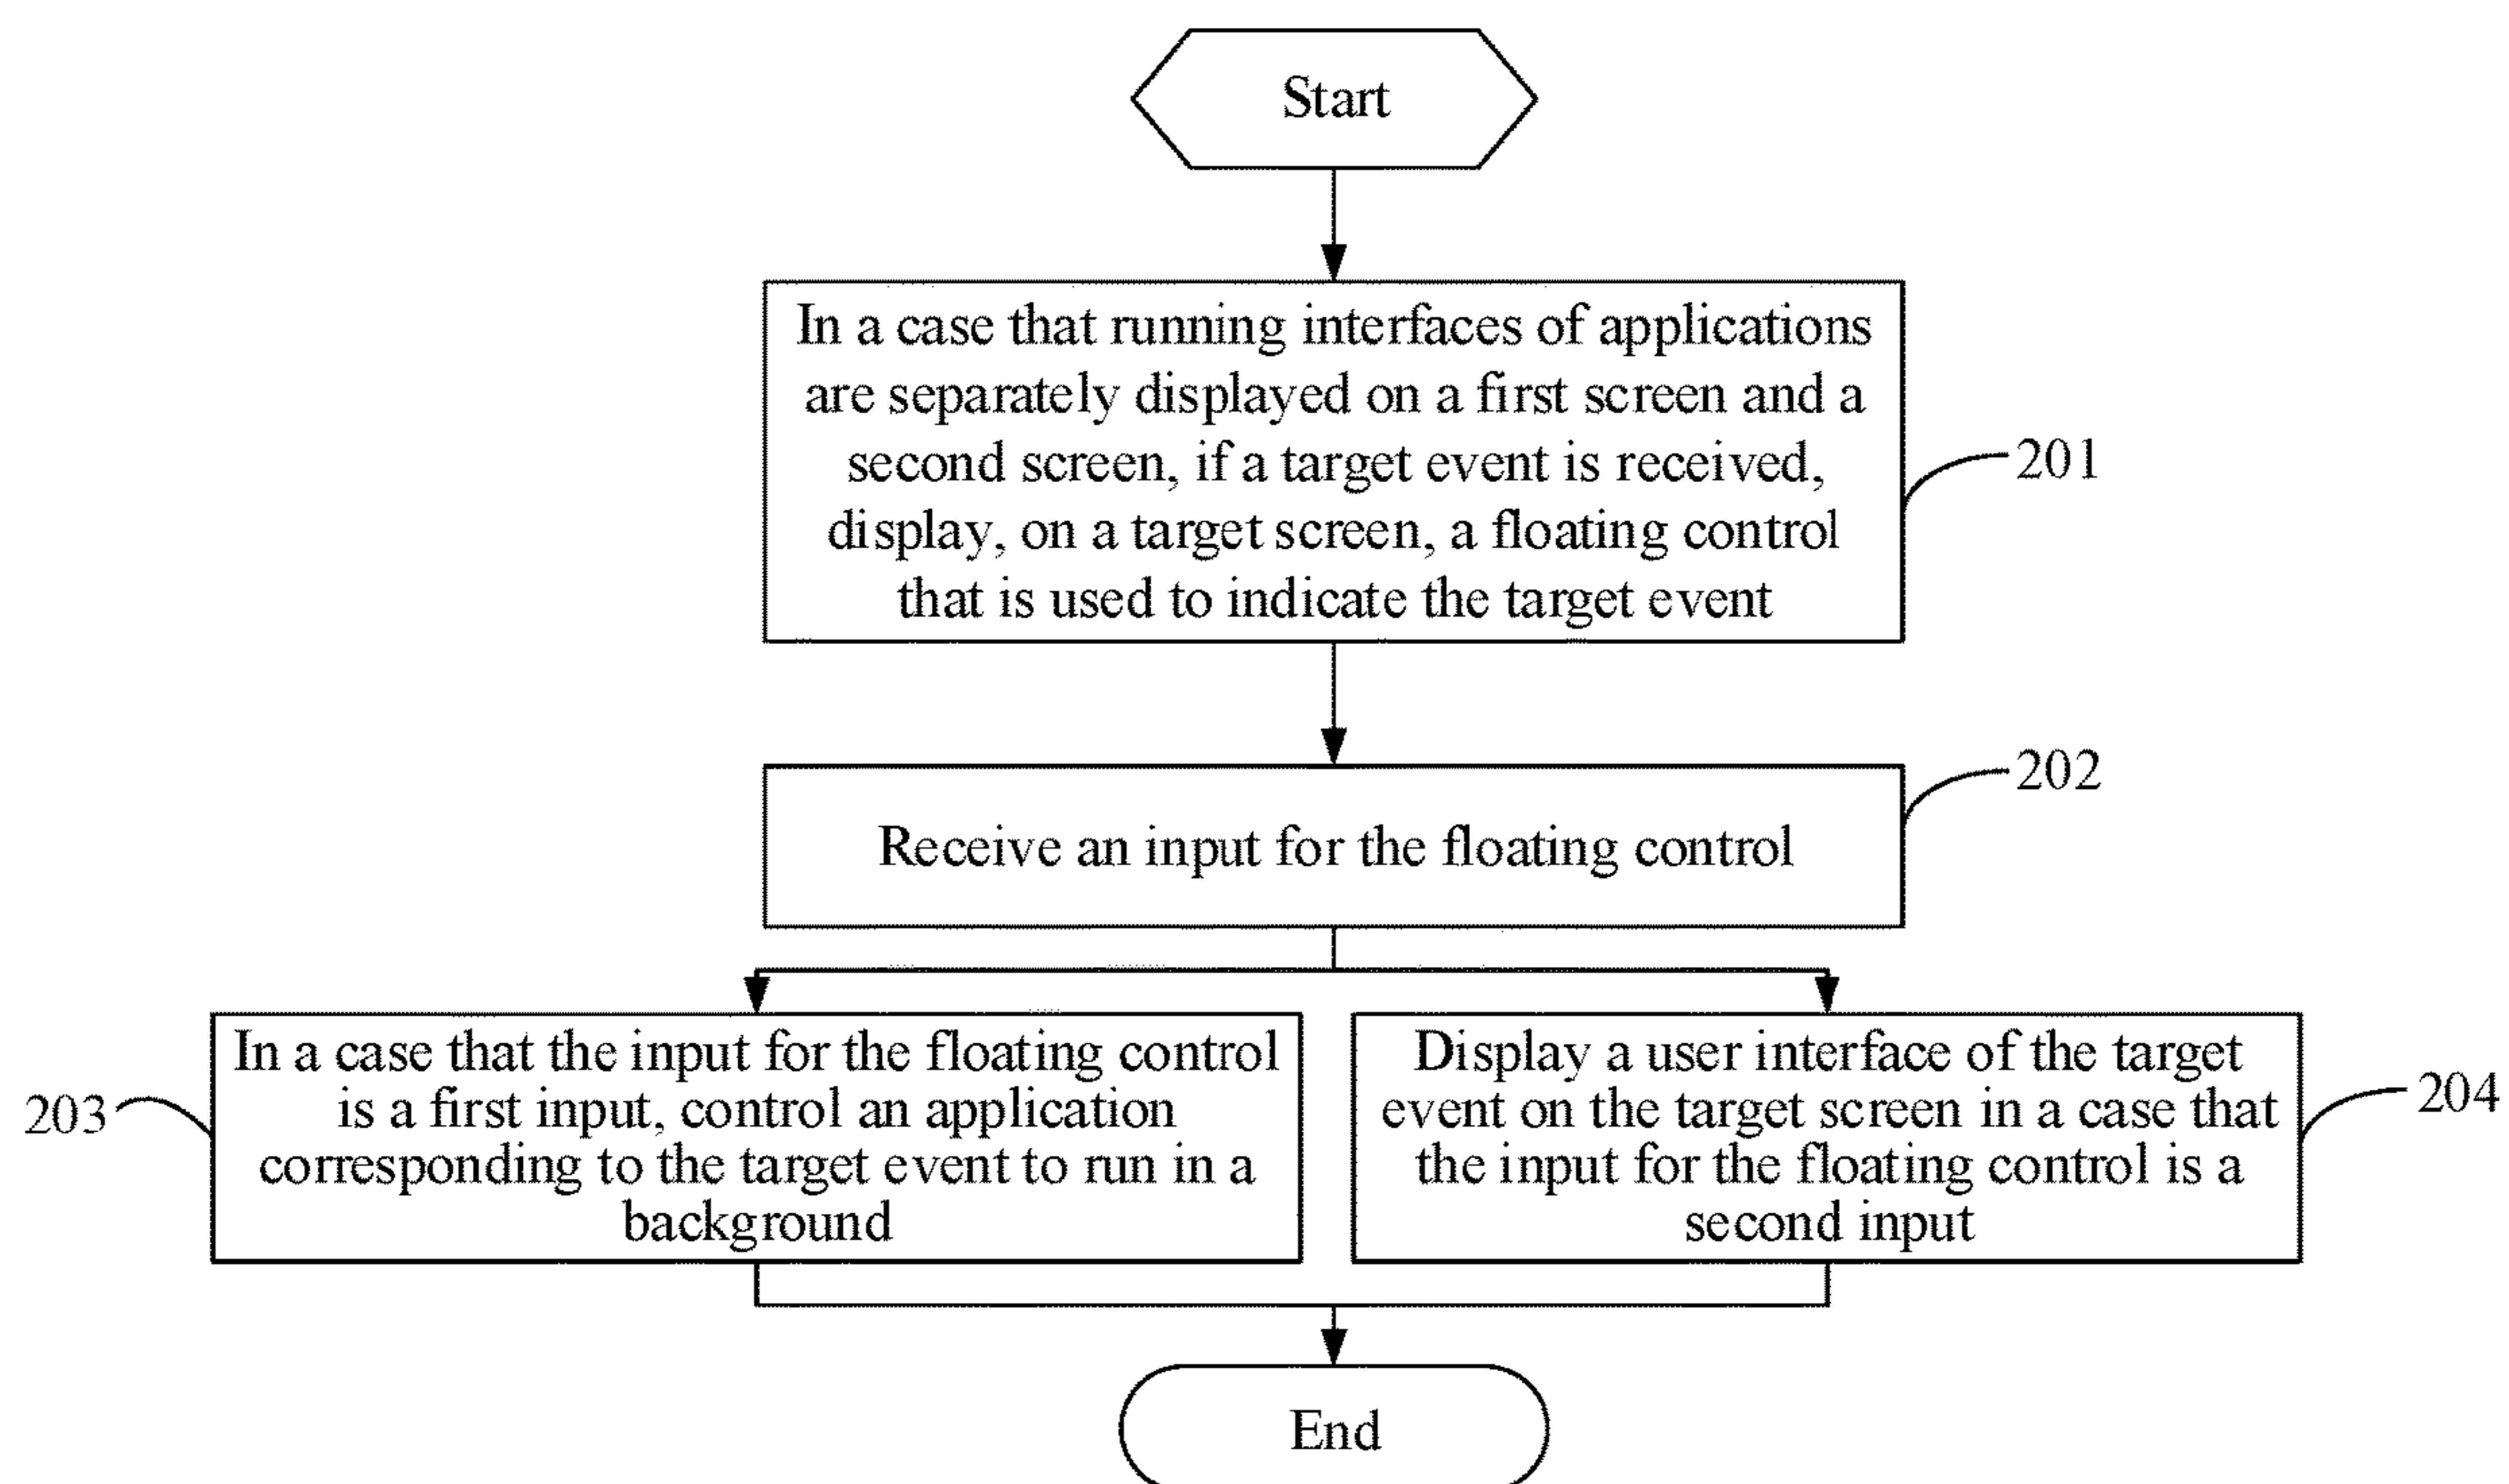 Start
In a case that running interfaces of applications
are separately displayed on a first screen and a
second screen, if a target event is received,
display, on a target screen, a floating control
that is used to indicate the target event
201
Receive an input for the floating control
202
In a case that the input for the floating control
is a first input, control an application
corresponding to the target event to run in a
background
203
Display a user interface of the target
event on the target screen in a case that
the input for the floating control is a
second input
204
End